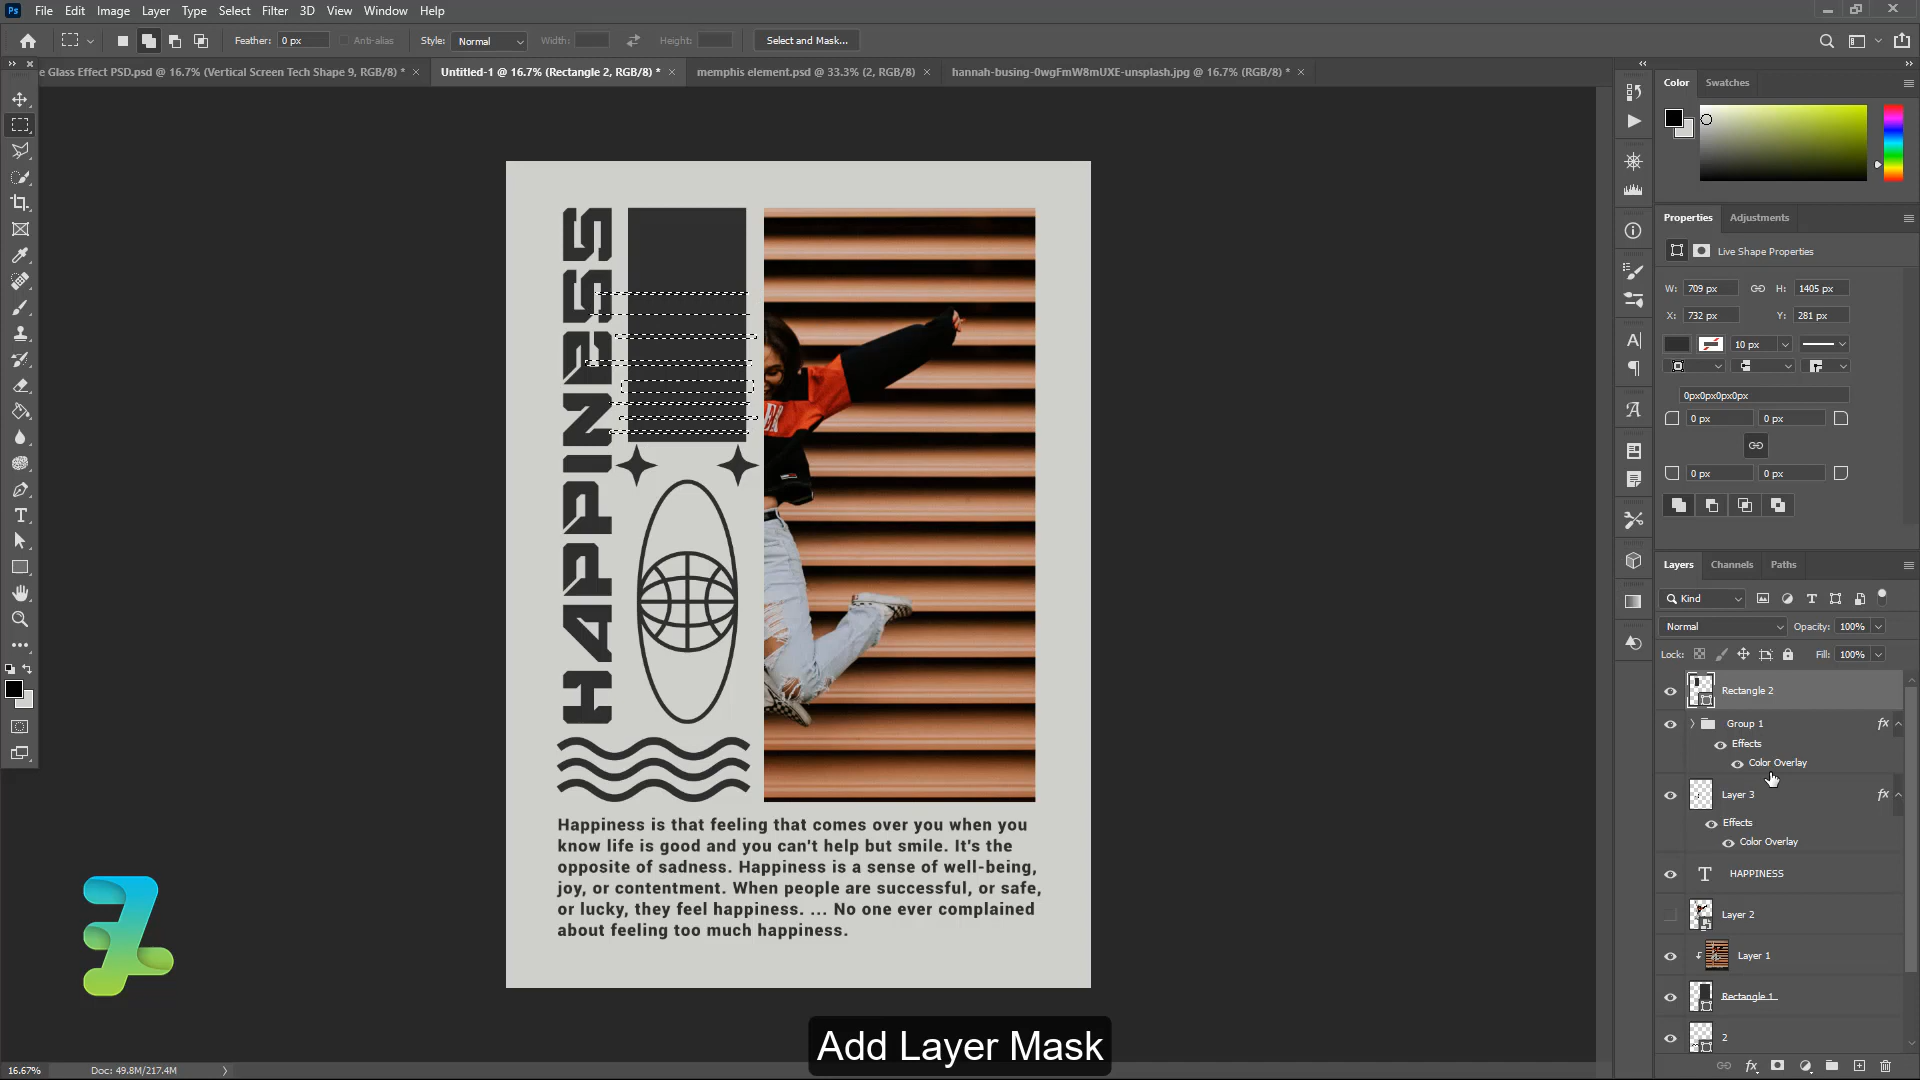 Ps File Edit Image Layer Type Select Filter 3D View Window Help
Feather: 0 px Anti-alias Style: Normal Width: Height: Select and Mask...
e Glass Effect PSD.psd @ 16.7% (Vertical Screen Tech Shape 9, RGB/8) * × Untitled-1 @ 16.7% (Rectangle 2, RGB/8) * × memphis element.psd @ 33.3% (2, RGB/8) × hannah-busing-0wgFmW8mUXE-unsplash.jpg @ 16.7% (RGB/8) * ×
Color Swatches
Properties Adjustments
Live Shape Properties
W: 709 px H: 1405 px
X: 732 px Y: 281 px
10 px
0px0px0px0px
0 px 0 px
0 px 0 px
Layers Channels Paths
Kind
Normal Opacity: 100%
Lock: Fill: 100%
Rectangle 2
Group 1 fx
Effects
Color Overlay
Layer 3 fx
Effects
Color Overlay
HAPPINESS
Layer 2
Layer 1
Rectangle 1
2
HAPPINESS
Happiness is that feeling that comes over you when you
know life is good and you can't help but smile. It's the
opposite of sadness. Happiness is a sense of well-being,
joy, or contentment. When people are successful, or safe,
or lucky, they feel happiness. ... No one ever complained
about feeling too much happiness.
Add Layer Mask
16.67% Doc: 49.8M/217.4M